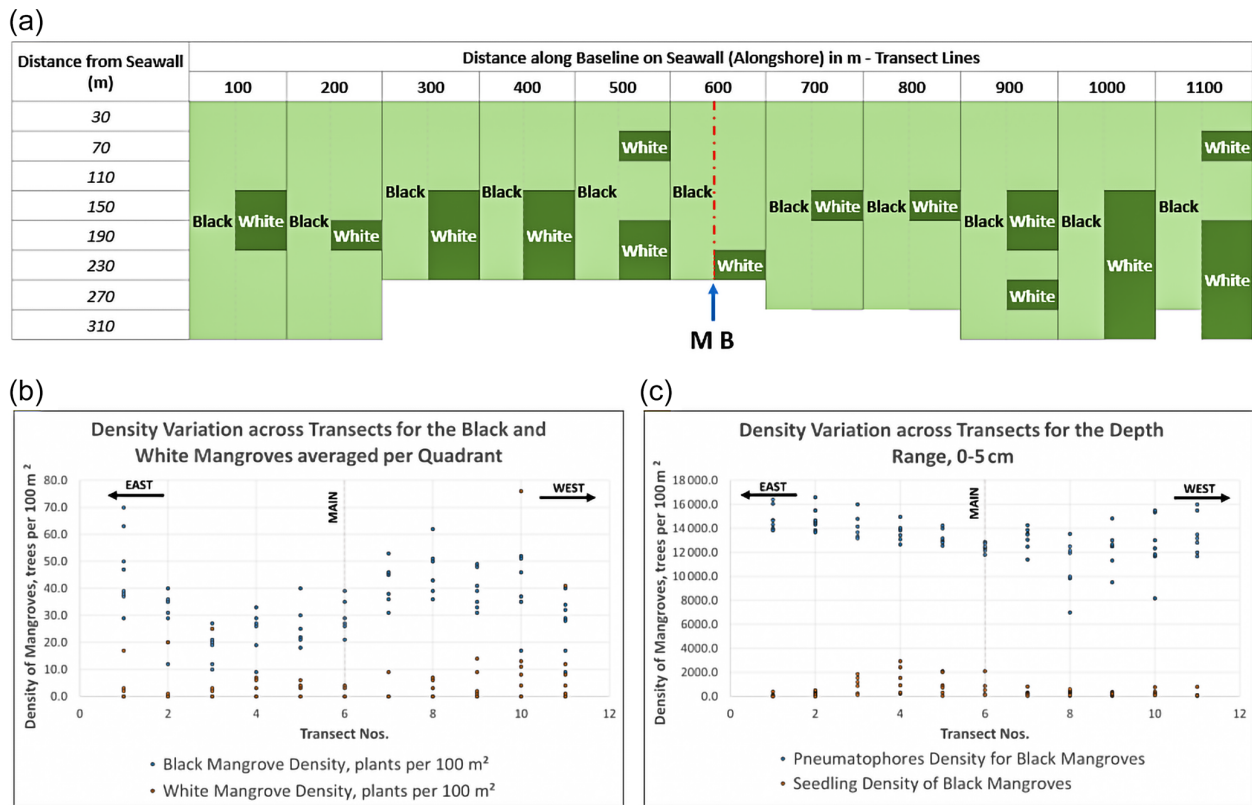 (a)
Distance from Seawall
(m)
Distance along Baseline on Seawall (Alongshore) in m - Transect Lines
100 200 300 400 500 600 700 800 900 1000 1100
30
70 White White
110
150 Black Black Black Black White White Black
190 Black White Black White White White White Black White Black White Black White White
230 White
270 White
310
M B
(b)
Density Variation across Transects for the Black and
White Mangroves averaged per Quadrant
Density of Mangroves, trees per 100 m²
80.0
70.0
60.0
50.0
40.0
30.0
20.0
10.0
0.0
EAST
MAIN
WEST
0 2 4 6 8 10 12
Transect Nos.
Black Mangrove Density, plants per 100 m²
White Mangrove Density, plants per 100 m²
(c)
Density Variation across Transects for the Depth
Range, 0-5 cm
Density of Mangroves, trees per 100 m²
18 000.0
16 000.0
14 000.0
12 000.0
10 000.0
8000.0
6000.0
4000.0
2000.0
0.0
EAST
MAIN
WEST
0 2 4 6 8 10 12
Transect Nos.
Pneumatophores Density for Black Mangroves
Seedling Density of Black Mangroves